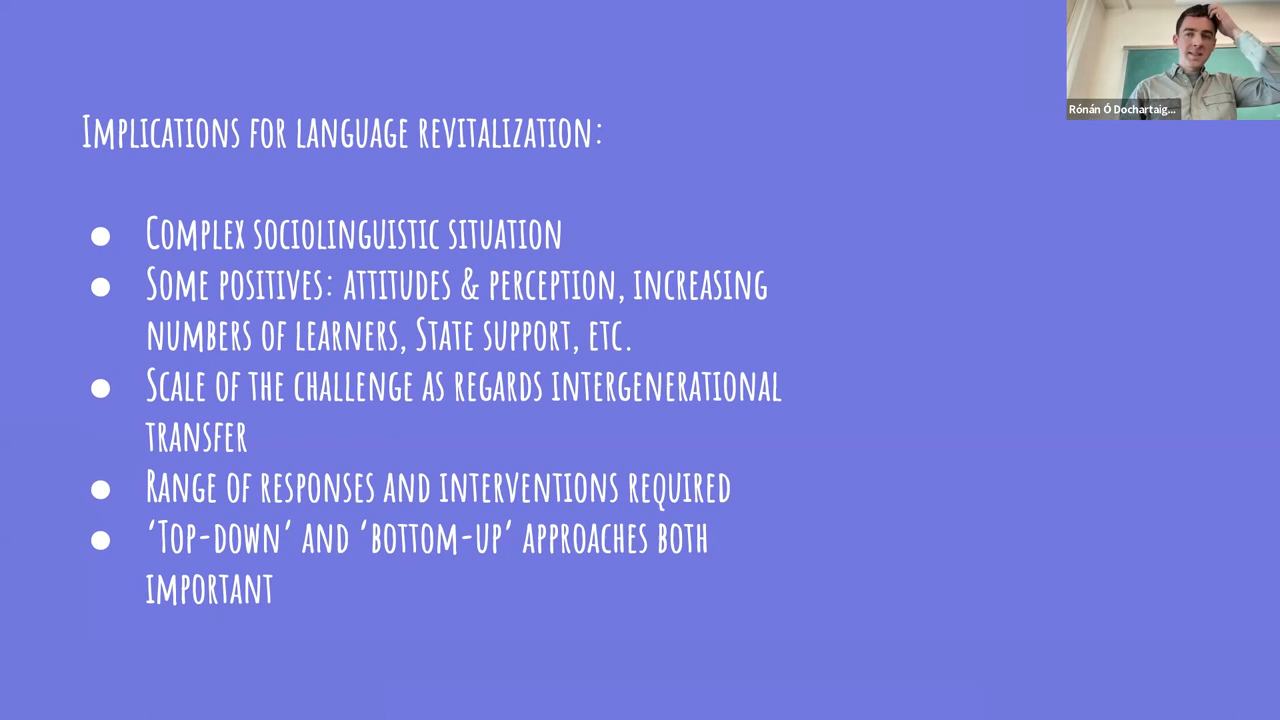 Implications for language revitalization:
● Complex sociolinguistic situation
● Some positives: attitudes & perception, increasing
numbers of learners, State support, etc.
● Scale of the challenge as regards intergenerational
transfer
● Range of responses and interventions required
● ‘Top-down’ and ‘bottom-up’ approaches both
important
Rónán Ó Dochartaig...